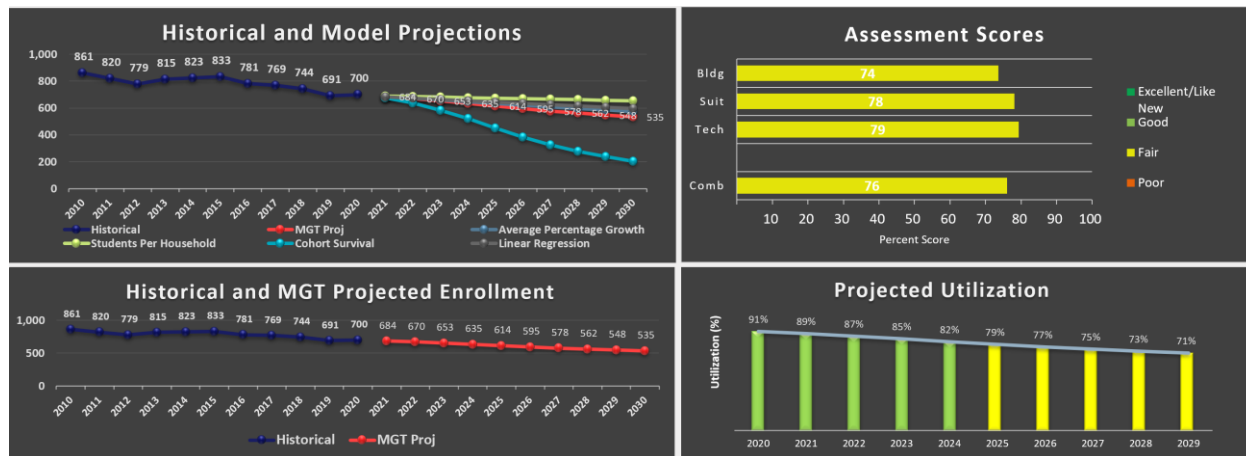 Historical and Model Projections
1,000
800
600
400
200
0
861 820 779 815 823 833 781 769 744 691 700
684 670 653 635 614 595 578 562 548 535
2010 2011 2012 2013 2014 2015 2016 2017 2018 2019 2020 2021 2022 2023 2024 2025 2026 2027 2028 2029 2030
Historical MGT Proj Average Percentage Growth
Students Per Household Cohort Survival Linear Regression
Assessment Scores
Bldg 74
Suit 78
Tech 79
Comb 76
10 20 30 40 50 60 70 80 90 100
Percent Score
Excellent/Like
New
Good
Fair
Poor
Historical and MGT Projected Enrollment
1,000
500
0
861 820 779 815 823 833 781 769 744 691 700 684 670 653 635 614 595 578 562 548 535
2010 2011 2012 2013 2014 2015 2016 2017 2018 2019 2020 2021 2022 2023 2024 2025 2026 2027 2028 2029 2030
Historical MGT Proj
Projected Utilization
Utilization (%)
91% 89% 87% 85% 82% 79% 77% 75% 73% 71%
2020 2021 2022 2023 2024 2025 2026 2027 2028 2029